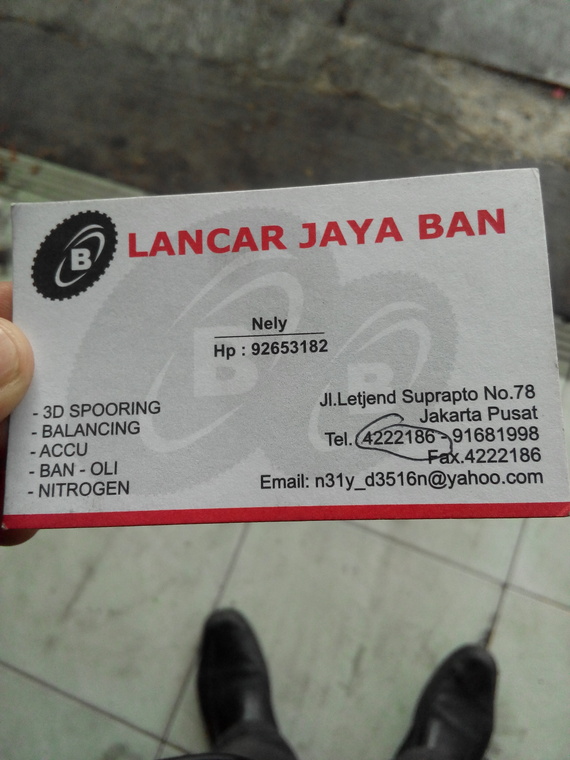 B LANCAR JAYA BAN
Nely
Hp : 92653182
- 3D SPOORING
- BALANCING
- ACCU
- BAN - OLI
- NITROGEN
Jl.Letjend Suprapto No.78
Jakarta Pusat
Tel. 4222186 - 91681998
Fax.4222186
Email: n31y_d3516n@yahoo.com